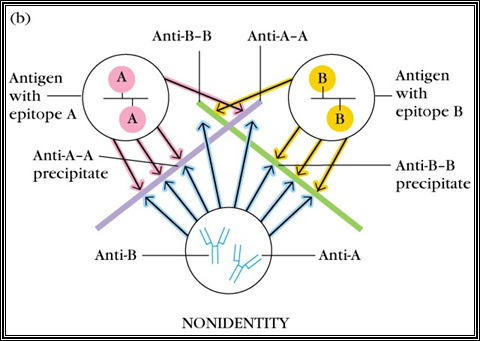 (b)
Anti-B–B
Anti-A–A
Antigen
with
epitope A
A
A
B
B
Antigen
with
epitope B
Anti-A–A
precipitate
Anti-B–B
precipitate
Anti-B
Anti-A
NONIDENTITY